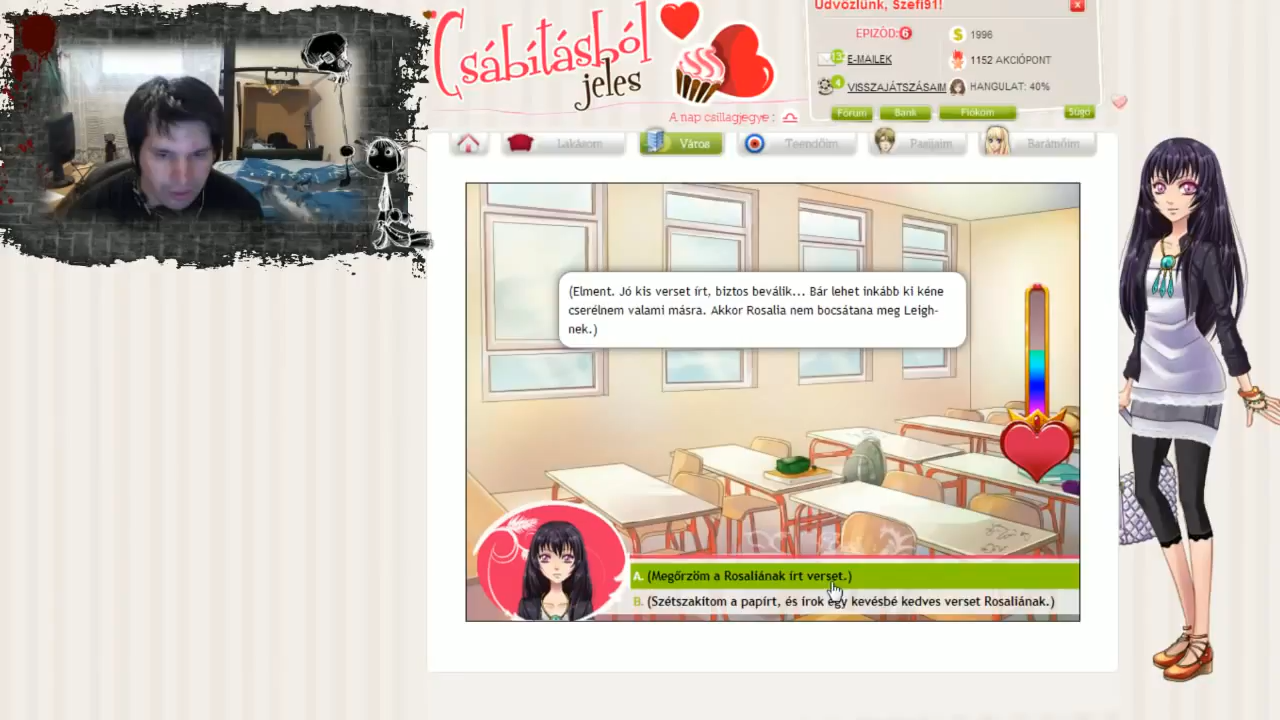 Csábításból
jeles
A nap csillagjegye :
Üdvözlünk, Szefi91!
x
EPIZÓD: 6
1996
13
E-MAILEK
1152 AKCIÓPONT
4
VISSZAJÁTSZÁSAIM
HANGULAT: 40%
Fórum
Bank
Fiókom
Súgó
Lakásom
Város
Teendőim
Pasijaim
Barátnőim
(Elment. Jó kis verset írt, biztos beválik... Bár lehet inkább ki kéne
cserélnem valami másra. Akkor Rosalia nem bocsátana meg Leigh-
nek.)
A. (Megőrzöm a Rosaliának írt verset.)
B. (Szétszakítom a papírt, és írok egy kevésbé kedves verset Rosaliának.)